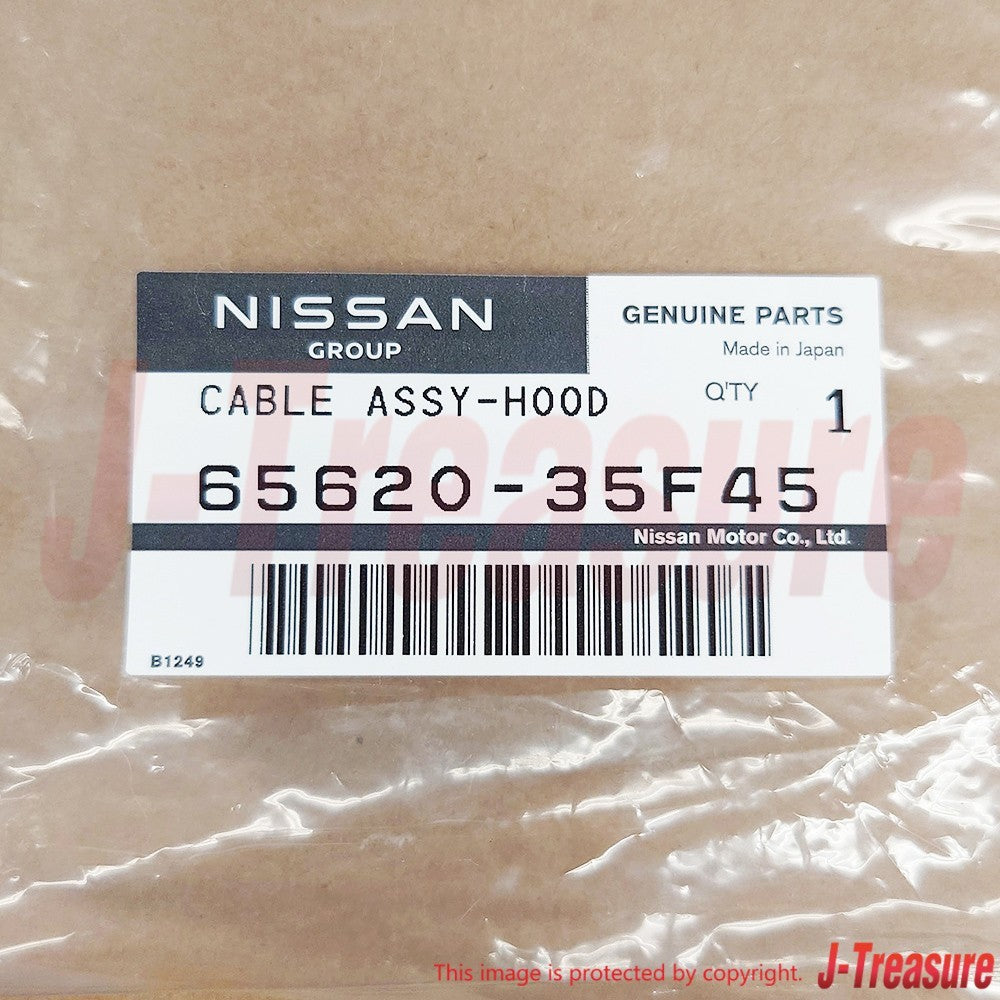 NISSAN
GROUP
GENUINE PARTS
Made in Japan
CABLE ASSY-HOOD
Q'TY 1
65620-35F45
Nissan Motor Co., Ltd.
B1249
J-Treasure
This image is protected by copyright. J-Treasure